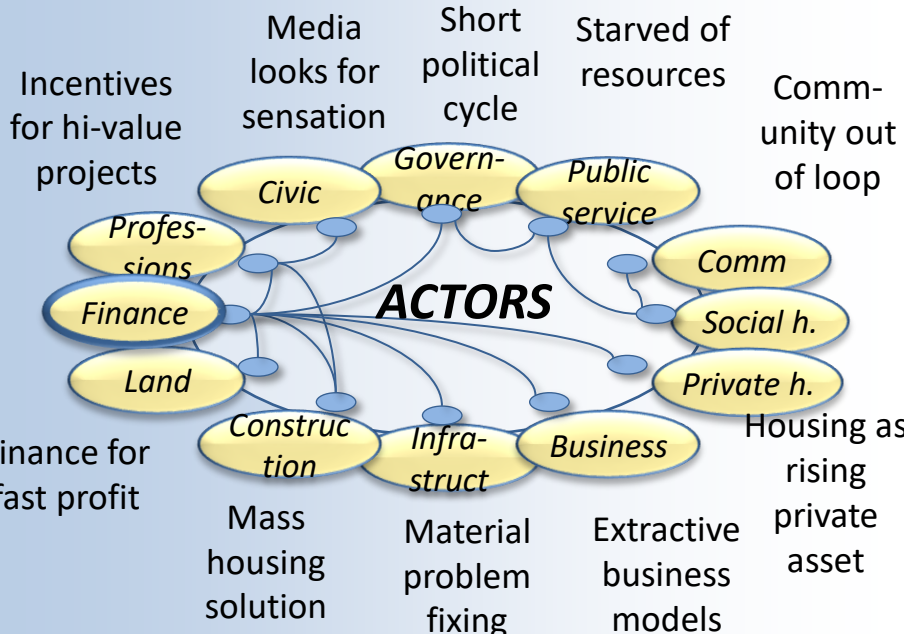 Media
looks for
sensation
Short
political
cycle
Starved of
resources
Incentives
for hi-value
projects
Comm-
unity out
of loop
Civic
Govern-
ance
Public
service
Profes-
sions
Comm
Finance
ACTORS
Social h.
Land
Private h.
Construc
tion
Infra-
struct
Business
inance for
fast profit
Housing as
rising
private
asset
Mass
housing
solution
Material
problem
fixing
Extractive
business
models